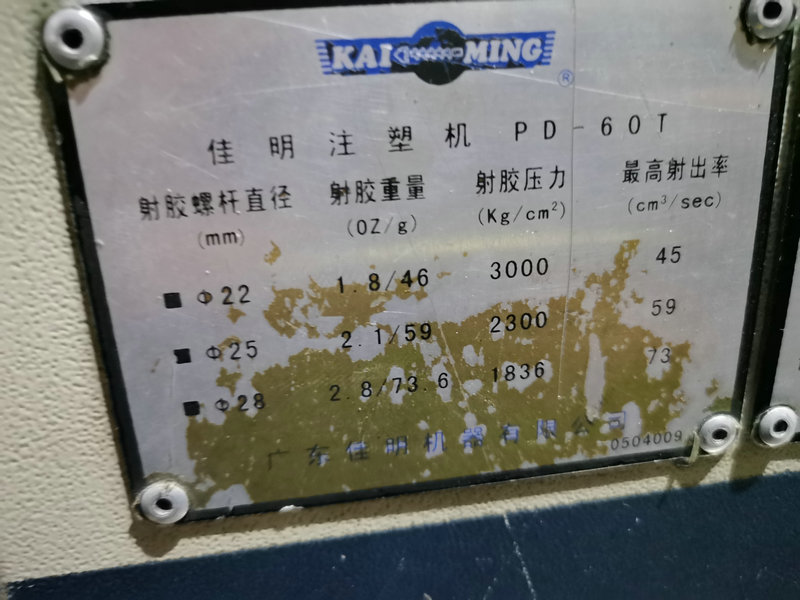 KAI MING
®
佳明注塑机 PD-60T
射胶螺杆直径 射胶重量 射胶压力 最高射出率
(mm) (OZ/g) (Kg/cm²) (cm³/sec)
■ Φ22 1.8/46 3000 45
■ Φ25 2.1/59 2300 59
■ Φ28 2.8/73.6 1836 73
广东佳明机器有限公司
0504009